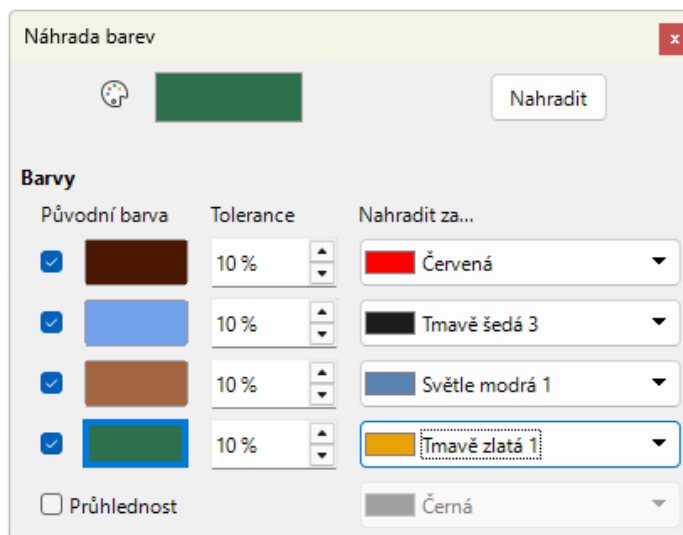 Náhrada barev
x
Nahradit
Barvy
Původní barva Tolerance Nahradit za...
10 % Červená
10 % Tmavě šedá 3
10 % Světle modrá 1
10 % Tmavě zlatá 1
Průhlednost Černá